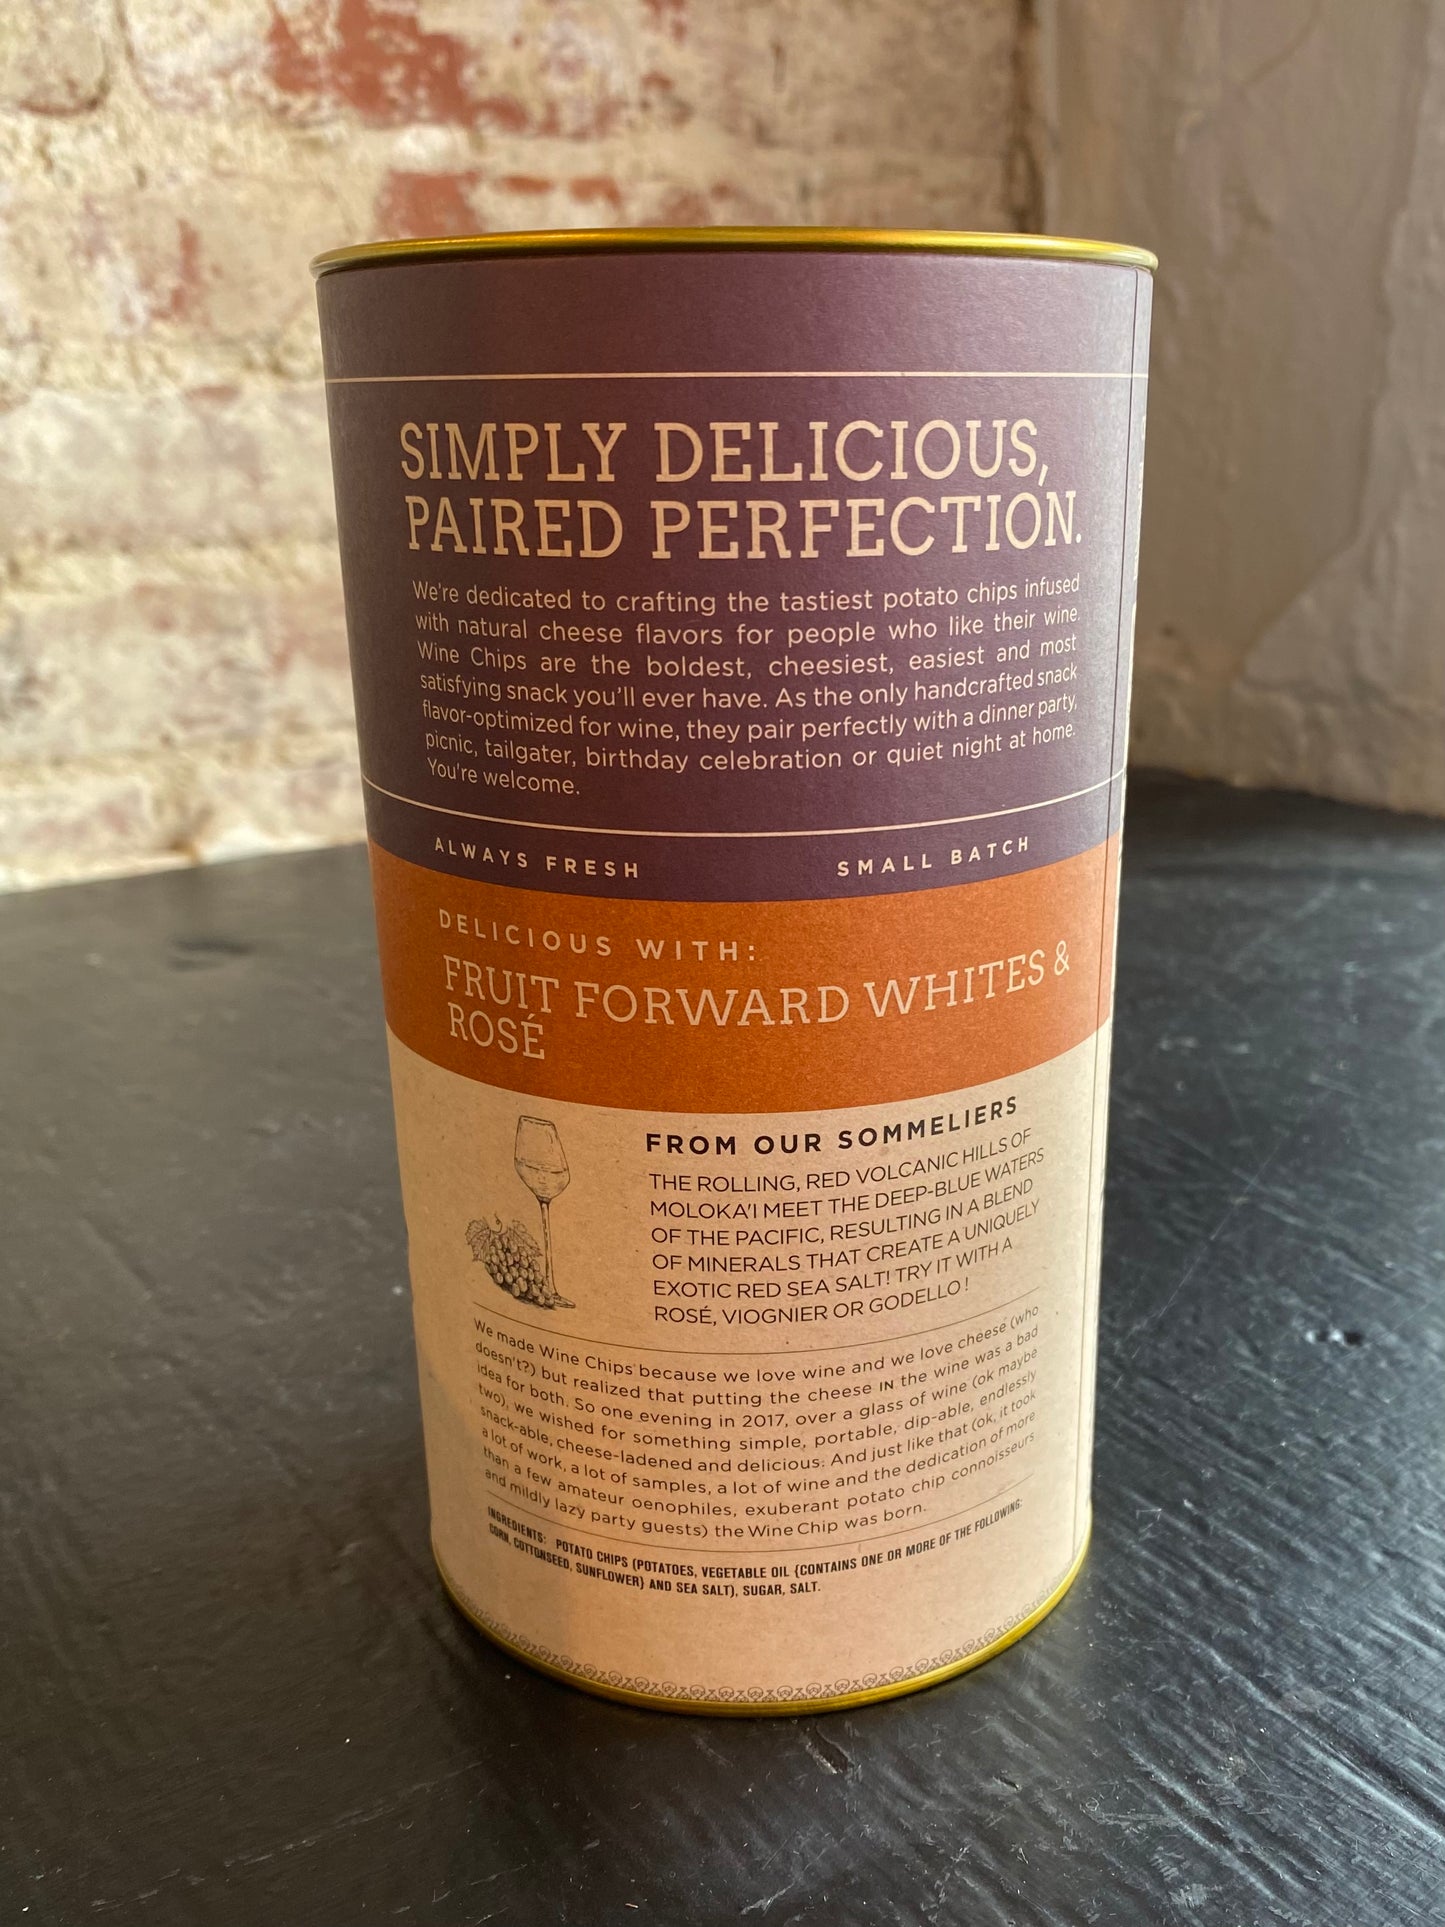 SIMPLY DELICIOUS,
PAIRED PERFECTION.
We're dedicated to crafting the tastiest potato chips infused
with natural cheese flavors for people who like their wine.
Wine Chips are the boldest, cheesiest, easiest and most
satisfying snack you'll ever have. As the only handcrafted snack
flavor-optimized for wine, they pair perfectly with a dinner party,
picnic, tailgater, birthday celebration or quiet night at home.
You're welcome.
ALWAYS FRESH SMALL BATCH
DELICIOUS WITH:
FRUIT FORWARD WHITES &
ROSÉ
FROM OUR SOMMELIERS
THE ROLLING, RED VOLCANIC HILLS OF
MOLOKA'I MEET THE DEEP-BLUE WATERS
OF THE PACIFIC, RESULTING IN A BLEND
OF MINERALS THAT CREATE A UNIQUELY
EXOTIC RED SEA SALT! TRY IT WITH A
ROSÉ, VIOGNIER OR GODELLO !
We made Wine Chips because we love wine and we love cheese (who
doesn't?) but realized that putting the cheese IN the wine was a bad
idea for both. So one evening in 2017, over a glass of wine (ok maybe
two), we wished for something simple, portable, dip-able, endlessly
snack-able, cheese-ladened and delicious. And just like that (ok, it took
a lot of work, a lot of samples, a lot of wine and the dedication of more
than a few amateur oenophiles, exuberant potato chip connoisseurs
and mildly lazy party guests) the Wine Chip was born.
INGREDIENTS: POTATO CHIPS (POTATOES, VEGETABLE OIL {CONTAINS ONE OR MORE OF THE FOLLOWING:
CORN, COTTONSEED, SUNFLOWER} AND SEA SALT), SUGAR, SALT.